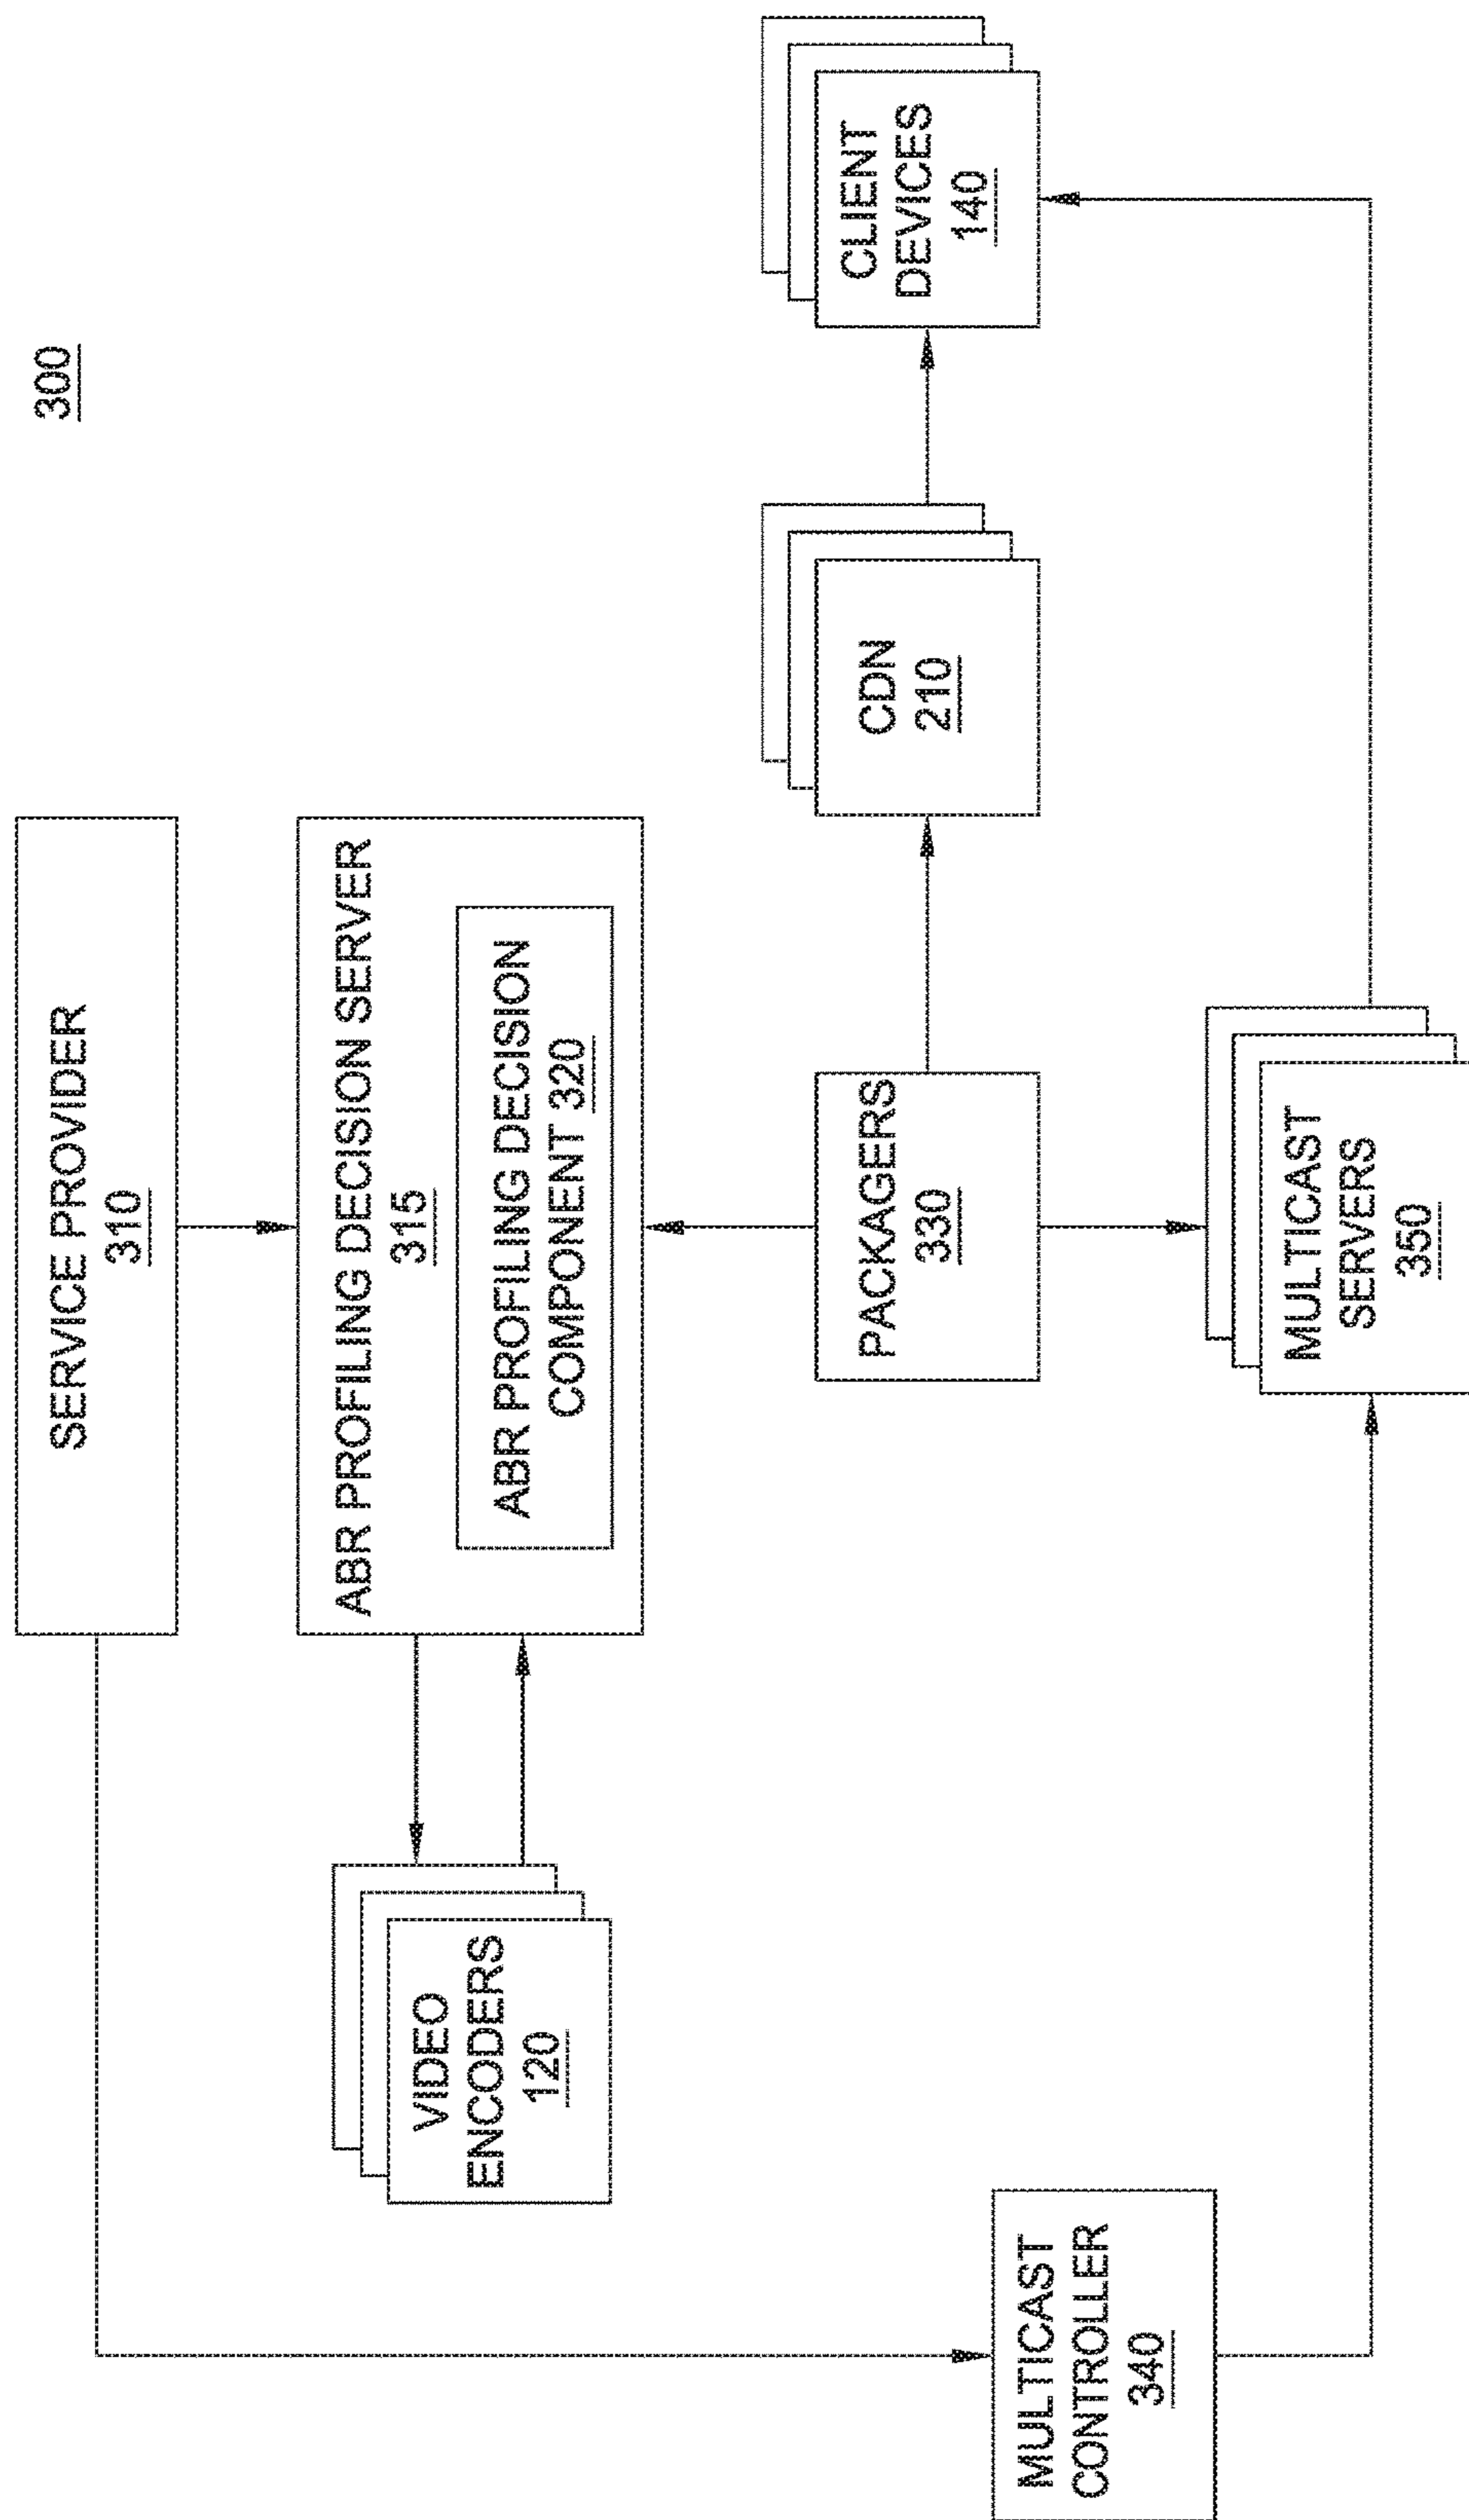 300
SERVICE PROVIDER
310
ABR PROFILING DECISION SERVER
315
ABR PROFILING DECISION
COMPONENT 320
VIDEO
ENCODERS
120
PACKAGERS
330
CDN
210
CLIENT
DEVICES
140
MULTICAST
CONTROLLER
340
MULTICAST
SERVERS
350